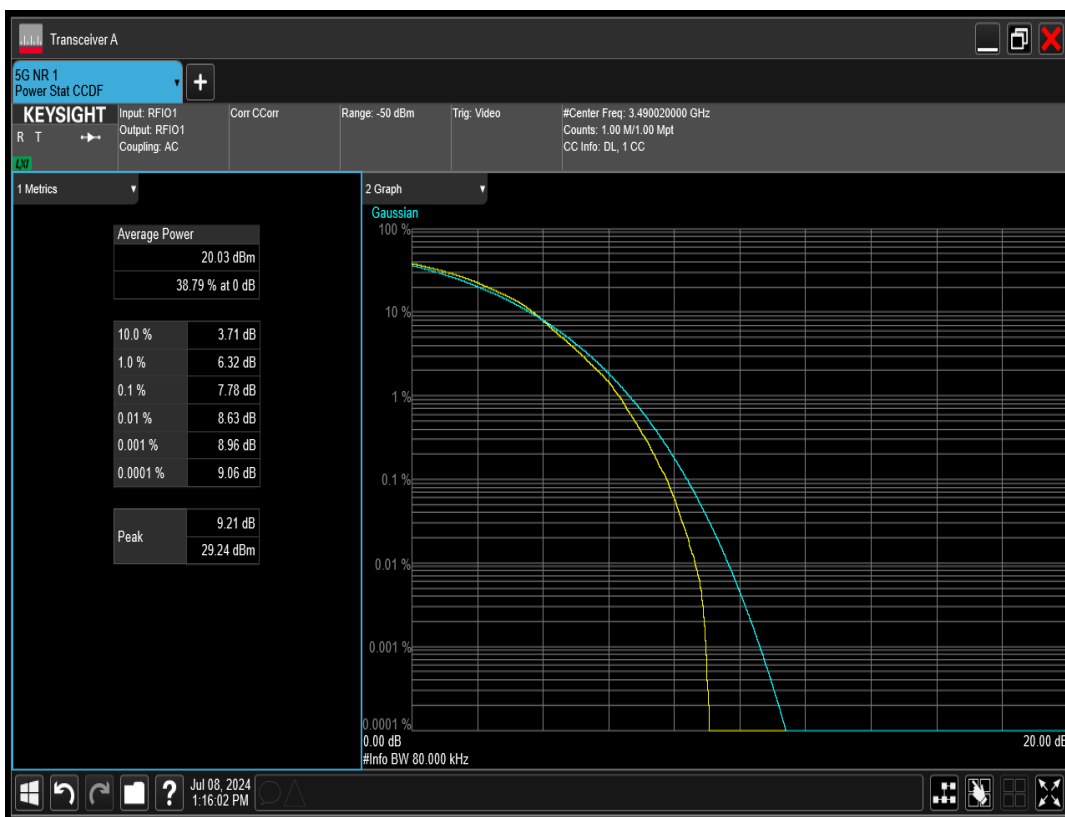 Transceiver A
5G NR 1
Power Stat CCDF
+
KEYSIGHT
R T
LXI
Input: RFIO1
Output: RFIO1
Coupling: AC
Corr CCorr
Range: -50 dBm
Trig: Video
#Center Freq: 3.490020000 GHz
Counts: 1.00 M/1.00 Mpt
CC Info: DL, 1 CC
1 Metrics
Average Power
20.03 dBm
38.79 % at 0 dB
10.0 % 3.71 dB
1.0 % 6.32 dB
0.1 % 7.78 dB
0.01 % 8.63 dB
0.001 % 8.96 dB
0.0001 % 9.06 dB
Peak
9.21 dB
29.24 dBm
2 Graph
Gaussian
100 %
10 %
1 %
0.1 %
0.01 %
0.001 %
0.0001 %
0.00 dB 20.00 dB
#Info BW 80.000 kHz
?
Jul 08, 2024
1:16:02 PM